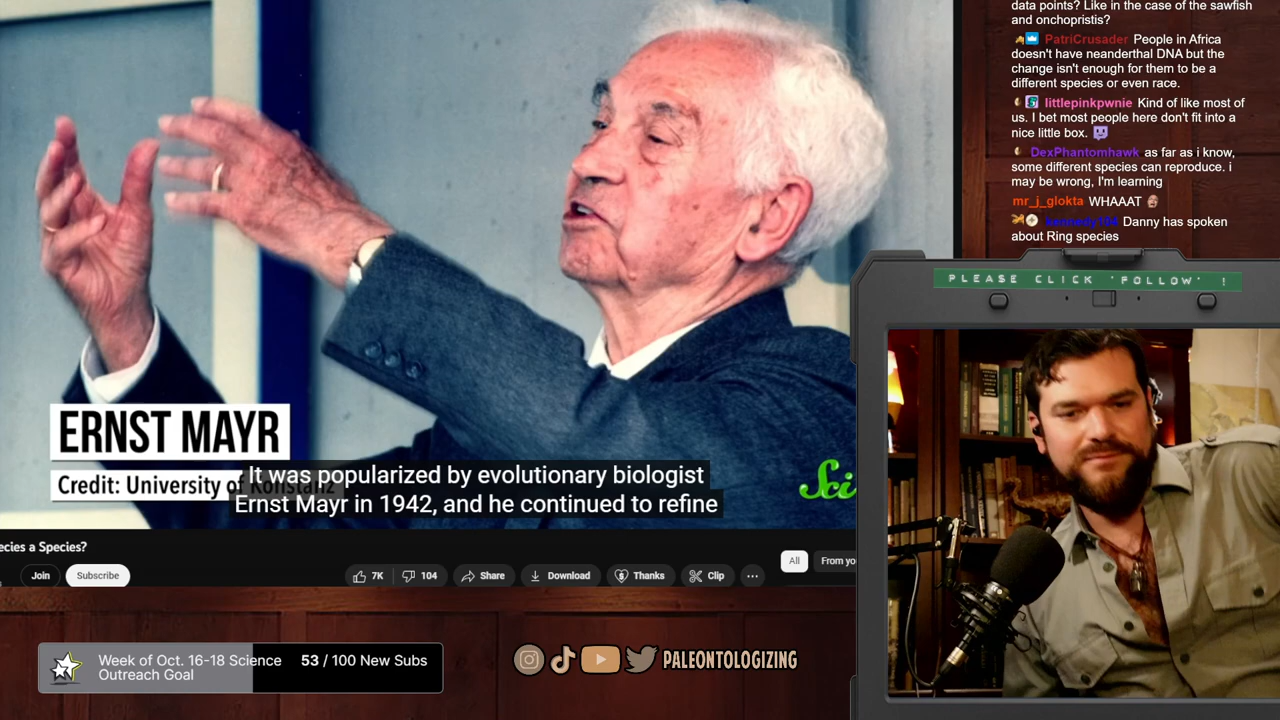 data points? Like in the case of the sawfish
and onchopristis?
PatriCrusader People in Africa
doesn't have neanderthal DNA but the
change isn't enough for them to be a
different species or even race.
littlepinkpwnie Kind of like most of
us. I bet most people here don't fit into a
nice little box.
DexPhantomhawk as far as i know,
some different species can reproduce. i
may be wrong, I'm learning
mr_j_glokta WHAAAT
kennedy104 Danny has spoken
about Ring species
PLEASE CLICK 'FOLLOW' !
ERNST MAYR
Credit: University of Konstanz
It was popularized by evolutionary biologist
Ernst Mayr in 1942, and he continued to refine
Sci
ecies a Species?
Join
Subscribe
7K
104
Share
Download
Thanks
Clip
...
All
From yo
Week of Oct. 16-18 Science
Outreach Goal
53 / 100 New Subs
PALEONTOLOGIZING